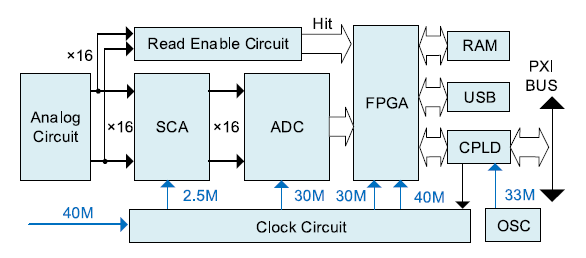 Hit
Read Enable Circuit
RAM
×16
PXI
BUS
FPGA
USB
Analog
Circuit
×16
SCA
×16
ADC
CPLD
2.5M
30M
30M
40M
33M
40M
Clock Circuit
OSC